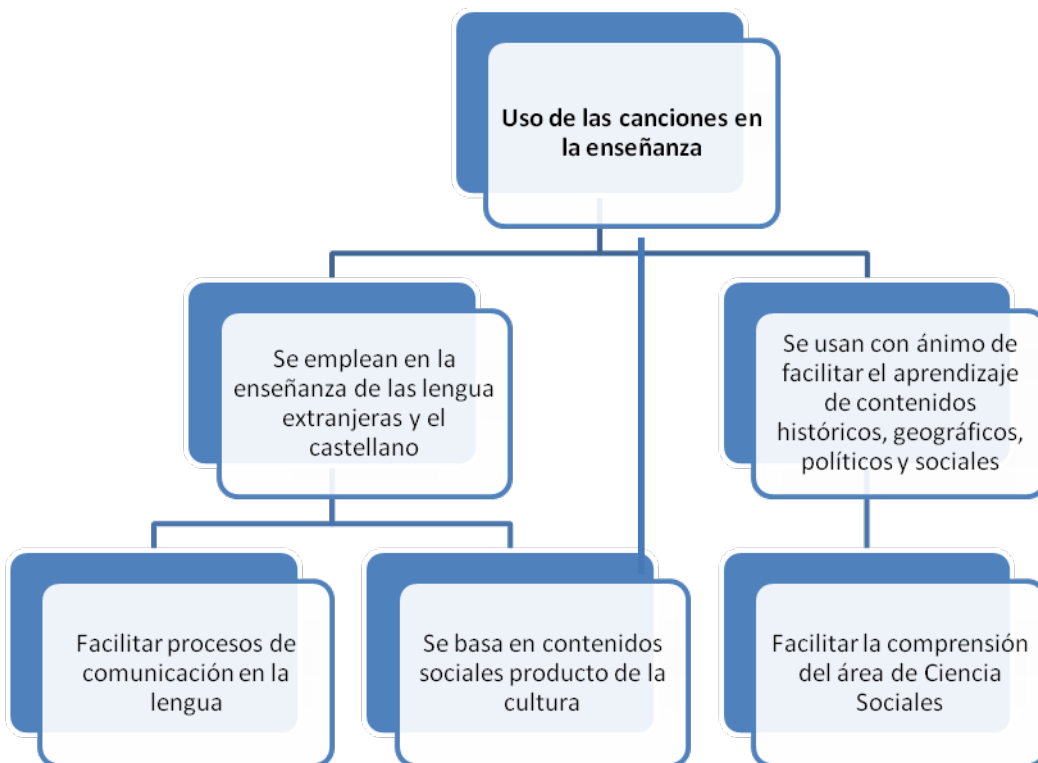 Uso de las canciones en
la enseñanza
Se emplean en la
enseñanza de las lengua
extranjeras y el
castellano
Se usan con ánimo de
facilitar el aprendizaje
de contenidos
históricos, geográficos,
políticos y sociales
Facilitar procesos de
comunicación en la
lengua
Se basa en contenidos
sociales producto de la
cultura
Facilitar la comprensión
del área de Ciencia
Sociales